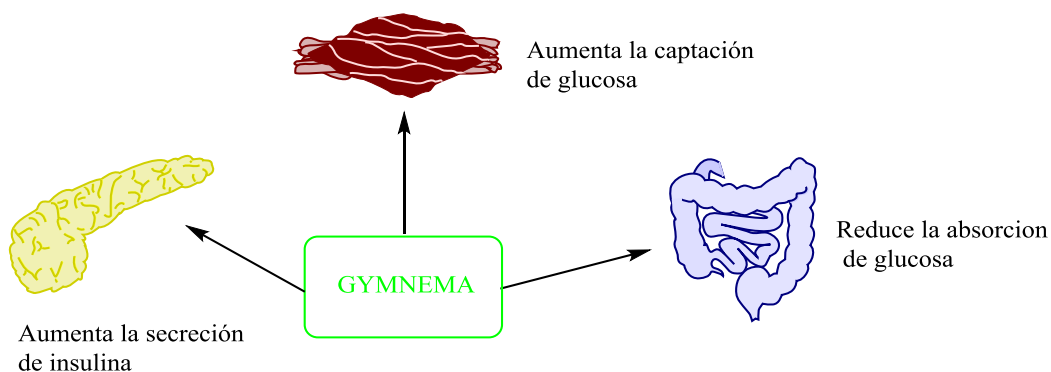 Aumenta la captación
de glucosa
Reduce la absorcion
de glucosa
GYMNEMA
Aumenta la secreción
de insulina